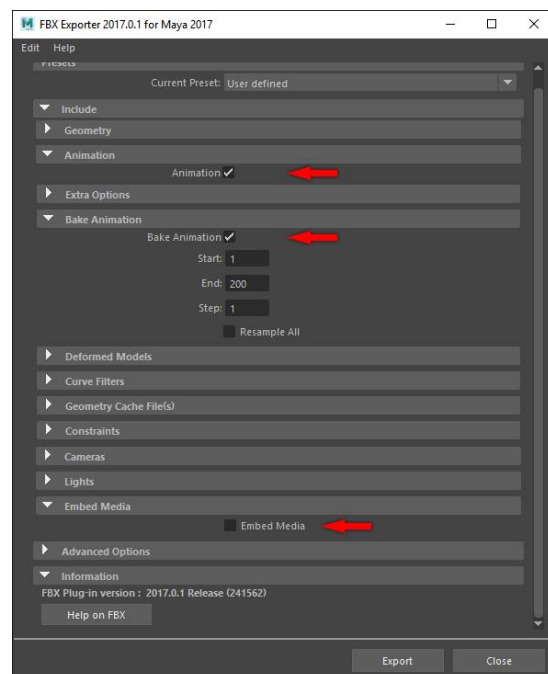 FBX Exporter 2017.0.1 for Maya 2017
Edit Help
Presets
Current Preset: User defined
Include
Geometry
Animation
Animation
Extra Options
Bake Animation
Bake Animation
Start: 1
End: 200
Step: 1
Resample All
Deformed Models
Curve Filters
Geometry Cache File(s)
Constraints
Cameras
Lights
Embed Media
Embed Media
Advanced Options
Information
FBX Plug-in version : 2017.0.1 Release (241562)
Help on FBX
Export Close